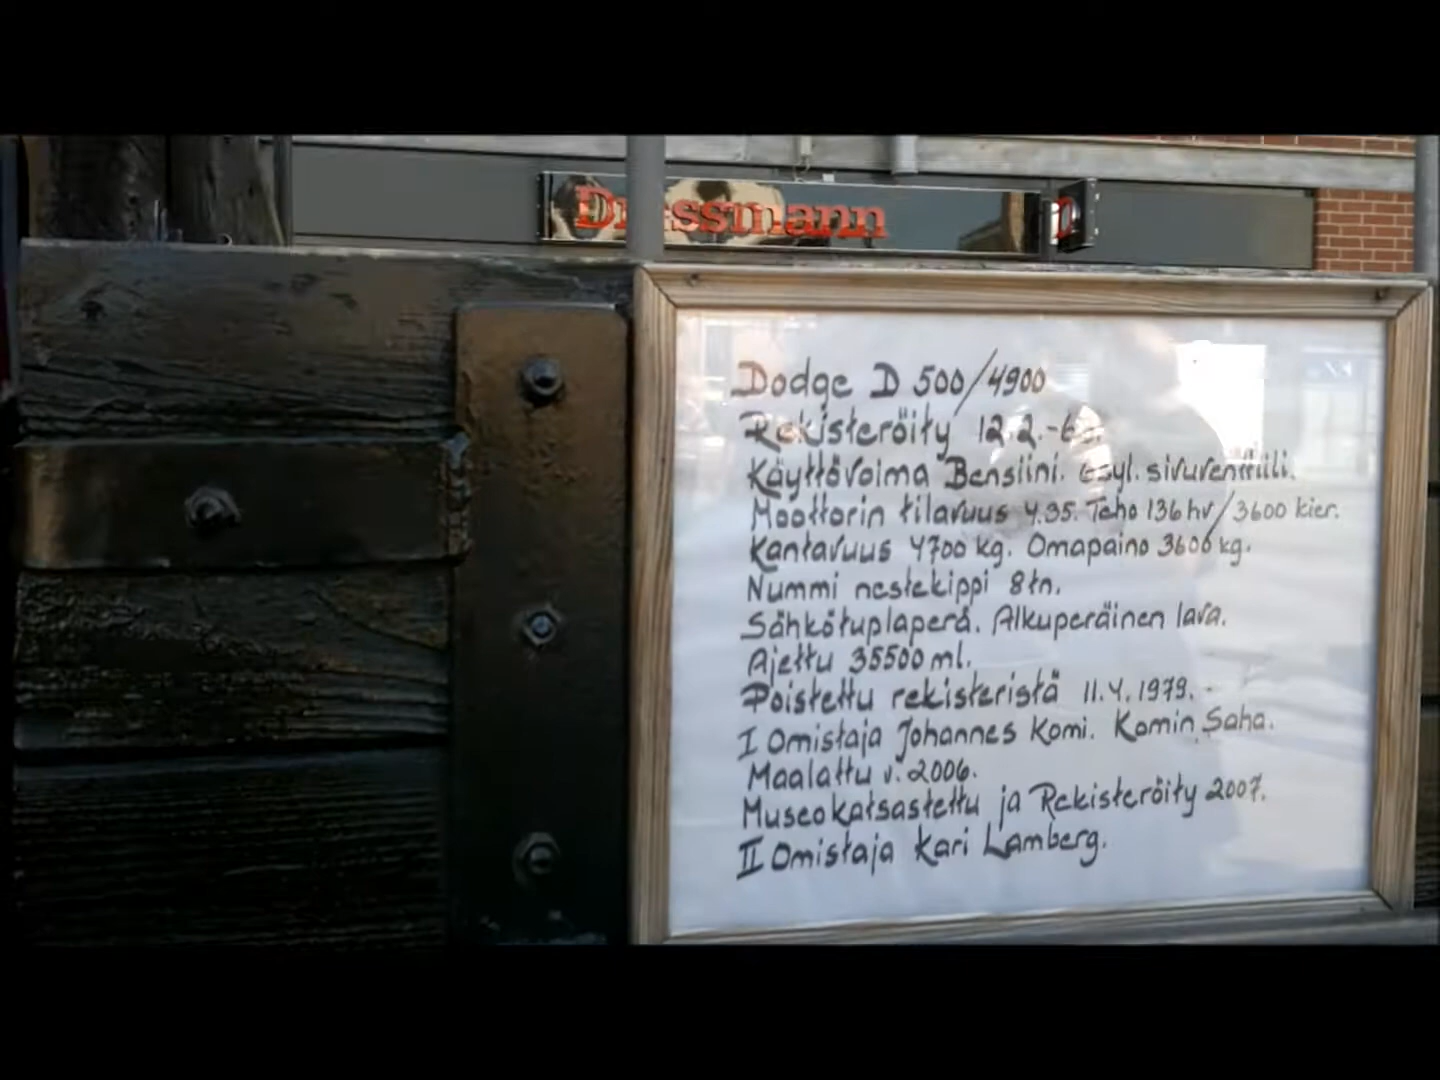 Dressmann
Dodge D 500/4900
Rekisteröity 12.2.-6
Käyttövoima Bensiini. 6syl. sivuventtiili.
Moottorin tilavuus 4.35. Teho 136hv/3600 kier.
Kantavuus 4700 kg. Omapaino 3600 kg.
Nummi nestekippi 8tn.
Sähkötuplaperä. Alkuperäinen lava.
Ajettu 35500 ml.
Poistettu rekisteristä 11.4.1979.
I Omistaja Johannes Komi. Komin Saha.
Maalattu v. 2006.
Museokatsastettu ja Rekisteröity 2007.
II Omistaja Kari Lamberg.